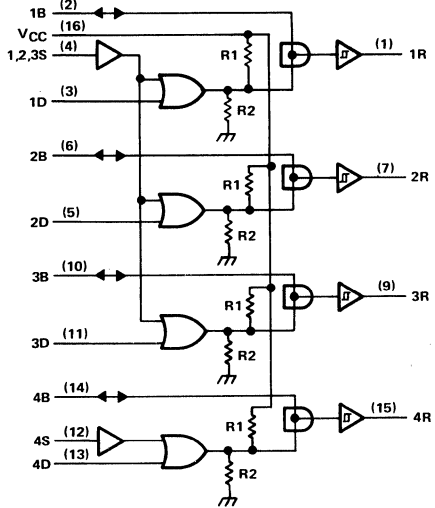 1B (2)
VCC (16)
1,2,3S (4)
R1
(1) 1R
1D (3)
R2
2B (6)
R1
(7) 2R
2D (5)
R2
3B (10)
R1
(9) 3R
3D (11)
R2
4B (14)
R1
(15) 4R
4S (12)
4D (13)
R2